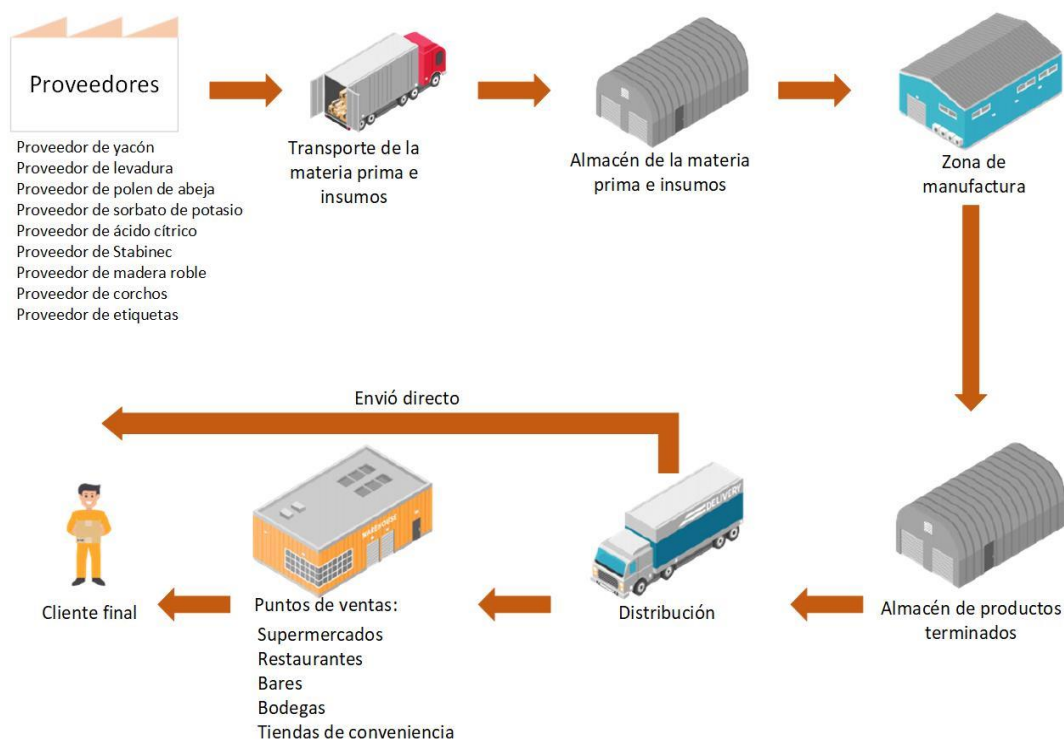 Proveedores
Proveedor de yacón
Proveedor de levadura
Proveedor de polen de abeja
Proveedor de sorbato de potasio
Proveedor de ácido cítrico
Proveedor de Stabinec
Proveedor de madera roble
Proveedor de corchos
Proveedor de etiquetas
Transporte de la
materia prima e
insumos
Almacén de la materia
prima e insumos
Zona de
manufactura
Envió directo
Cliente final
WAREHOUSE
Puntos de ventas:
Supermercados
Restaurantes
Bares
Bodegas
Tiendas de conveniencia
DELIVERY
Distribución
Almacén de productos
terminados